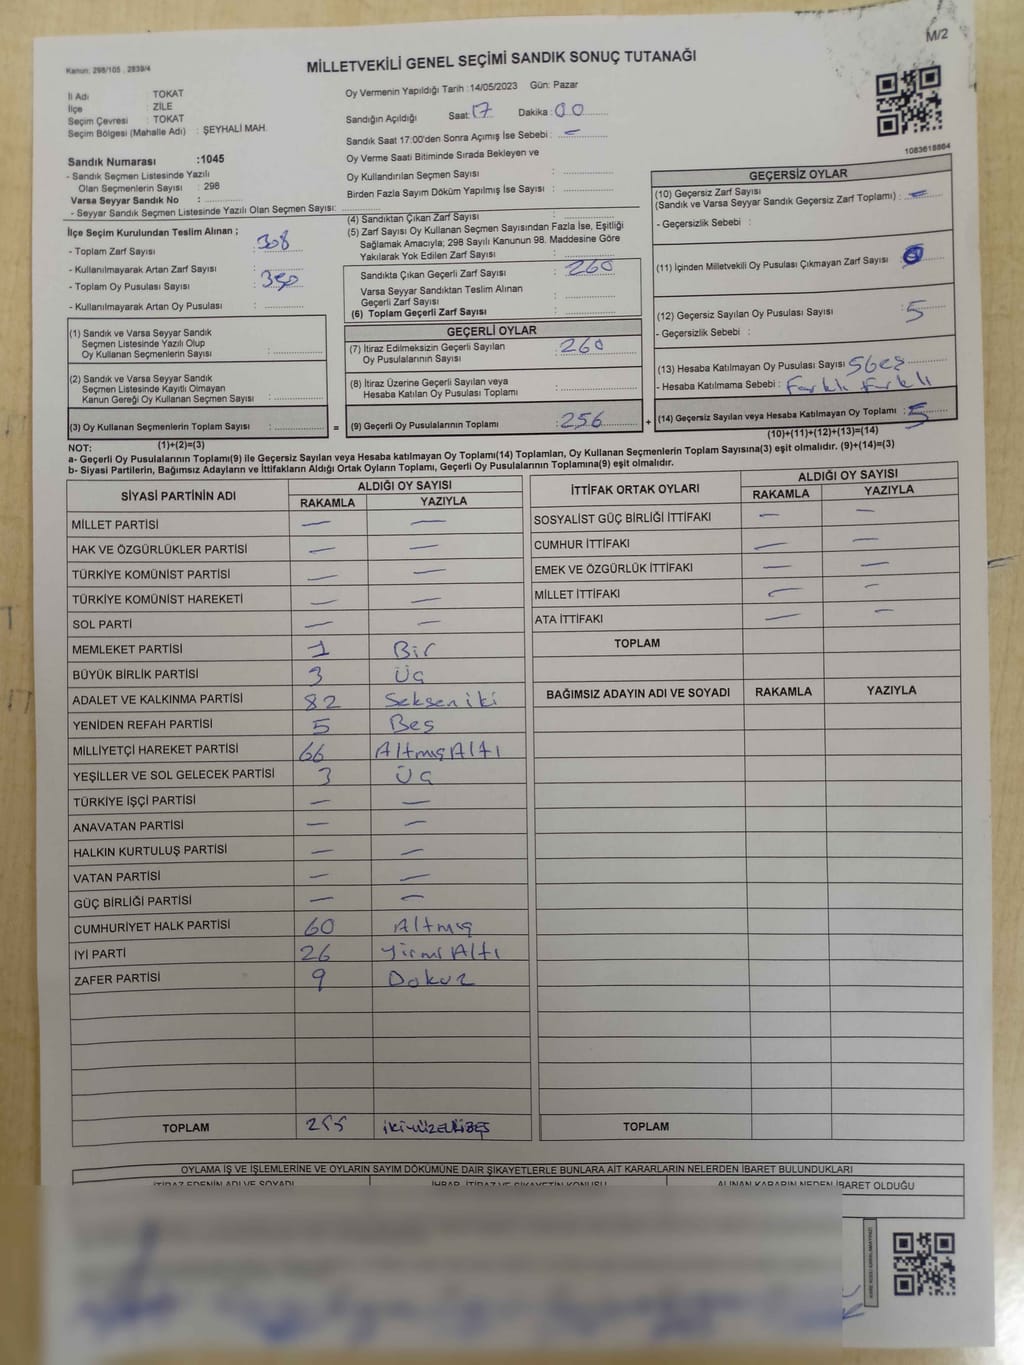 M/2
Kanun: 298/105 , 2839/4
MİLLETVEKİLİ GENEL SEÇİMİ SANDIK SONUÇ TUTANAĞI
İl Adı : TOKAT
İlçe : ZİLE
Seçim Çevresi : TOKAT
Seçim Bölgesi (Mahalle Adı) : ŞEYHALİ MAH.
Sandık Numarası :1045
- Sandık Seçmen Listesinde Yazılı
Olan Seçmenlerin Sayısı : 298
Varsa Seyyar Sandık No :
- Seyyar Sandık Seçmen Listesinde Yazılı Olan Seçmen Sayısı:
Oy Vermenin Yapıldığı Tarih :14/05/2023 Gün: Pazar
Sandığın Açıldığı Saat: 17 Dakika : 00
Sandık Saat 17:00'den Sonra Açımış İse Sebebi : —
Oy Verme Saati Bitiminde Sırada Bekleyen ve
Oy Kullandırılan Seçmen Sayısı :
Birden Fazla Sayım Döküm Yapılmış İse Sayısı :
1083618864
İlçe Seçim Kurulundan Teslim Alınan ;
- Toplam Zarf Sayısı : 308
- Kullanılmayarak Artan Zarf Sayısı :
- Toplam Oy Pusulası Sayısı :
- Kullanılmayarak Artan Oy Pusulası :
(1) Sandık ve Varsa Seyyar Sandık
Seçmen Listesinde Yazılı Olup
Oy Kullanan Seçmenlerin Sayısı :
(2) Sandık ve Varsa Seyyar Sandık
Seçmen Listesinde Kayıtlı Olmayan
Kanun Gereği Oy Kullanan Seçmen Sayısı :
(3) Oy Kullanan Seçmenlerin Toplam Sayısı :
(1)+(2)=(3)
(4) Sandıktan Çıkan Zarf Sayısı :
(5) Zarf Sayısı Oy Kullanan Seçmen Sayısından Fazla İse, Eşitliği
Sağlamak Amacıyla; 298 Sayılı Kanunun 98. Maddesine Göre
Yakılarak Yok Edilen Zarf Sayısı :
Sandıkta Çıkan Geçerli Zarf Sayısı : 260
Varsa Seyyar Sandıktan Teslim Alınan
Geçerli Zarf Sayısı :
(6) Toplam Geçerli Zarf Sayısı :
GEÇERLİ OYLAR
(7) İtiraz Edilmeksizin Geçerli Sayılan
Oy Pusulalarının Sayısı : 260
(8) İtiraz Üzerine Geçerli Sayılan veya
Hesaba Katılan Oy Pusulası Toplamı :
= (9) Geçerli Oy Pusulalarının Toplamı : 256 +
GEÇERSİZ OYLAR
(10) Geçersiz Zarf Sayısı
(Sandık ve Varsa Seyyar Sandık Geçersiz Zarf Toplamı) : —
- Geçersizlik Sebebi :
(11) İçinden Milletvekili Oy Pusulası Çıkmayan Zarf Sayısı :
(12) Geçersiz Sayılan Oy Pusulası Sayısı : 5
- Geçersizlik Sebebi :
(13) Hesaba Katılmayan Oy Pusulası Sayısı :
- Hesaba Katılmama Sebebi : Farklı Farklı
(14) Geçersiz Sayılan veya Hesaba Katılmayan Oy Toplamı : 5
(10)+(11)+(12)+(13)=(14)
NOT:
a- Geçerli Oy Pusulalarının Toplamı(9) ile Geçersiz Sayılan veya Hesaba katılmayan Oy Toplamı(14) Toplamları, Oy Kullanan Seçmenlerin Toplam Sayısına(3) eşit olmalıdır. (9)+(14)=(3)
b- Siyasi Partilerin, Bağımsız Adayların ve İttifakların Aldığı Ortak Oyların Toplamı, Geçerli Oy Pusulalarının Toplamına(9) eşit olmalıdır.
SİYASİ PARTİNİN ADI ALDIĞI OY SAYISI
RAKAMLA YAZIYLA
MİLLET PARTİSİ — —
HAK VE ÖZGÜRLÜKLER PARTİSİ — —
TÜRKİYE KOMÜNİST PARTİSİ — —
TÜRKİYE KOMÜNİST HAREKETİ — —
SOL PARTİ — —
MEMLEKET PARTİSİ 1 Bir
BÜYÜK BİRLİK PARTİSİ 3 Üç
ADALET VE KALKINMA PARTİSİ 82 Seksen iki
YENİDEN REFAH PARTİSİ 5 Beş
MİLLİYETÇİ HAREKET PARTİSİ 66 Altmış Altı
YEŞİLLER VE SOL GELECEK PARTİSİ 3 Üç
TÜRKİYE İŞÇİ PARTİSİ — —
ANAVATAN PARTİSİ — —
HALKIN KURTULUŞ PARTİSİ — —
VATAN PARTİSİ — —
GÜÇ BİRLİĞİ PARTİSİ — —
CUMHURİYET HALK PARTİSİ 60 Altmış
İYİ PARTİ 26 Yirmi Altı
ZAFER PARTİSİ 9 Dokuz
TOPLAM 255 İKİYÜZELLİBEŞ
İTTİFAK ORTAK OYLARI ALDIĞI OY SAYISI
RAKAMLA YAZIYLA
SOSYALİST GÜÇ BİRLİĞİ İTTİFAKI — —
CUMHUR İTTİFAKI — —
EMEK VE ÖZGÜRLÜK İTTİFAKI — —
MİLLET İTTİFAKI — —
ATA İTTİFAKI — —
TOPLAM
BAĞIMSIZ ADAYIN ADI VE SOYADI RAKAMLA YAZIYLA
TOPLAM
OYLAMA İŞ VE İŞLEMLERİNE VE OYLARIN SAYIM DÖKÜMÜNE DAİR ŞİKAYETLERLE BUNLARA AİT KARARLARIN NELERDEN İBARET BULUNDUKLARI
İTİRAZ EDENİN ADI VE SOYADI İHBAR, İTİRAZ VE ŞİKAYETİN KONUSU ALINAN KARARIN NEDEN İBARET OLDUĞU